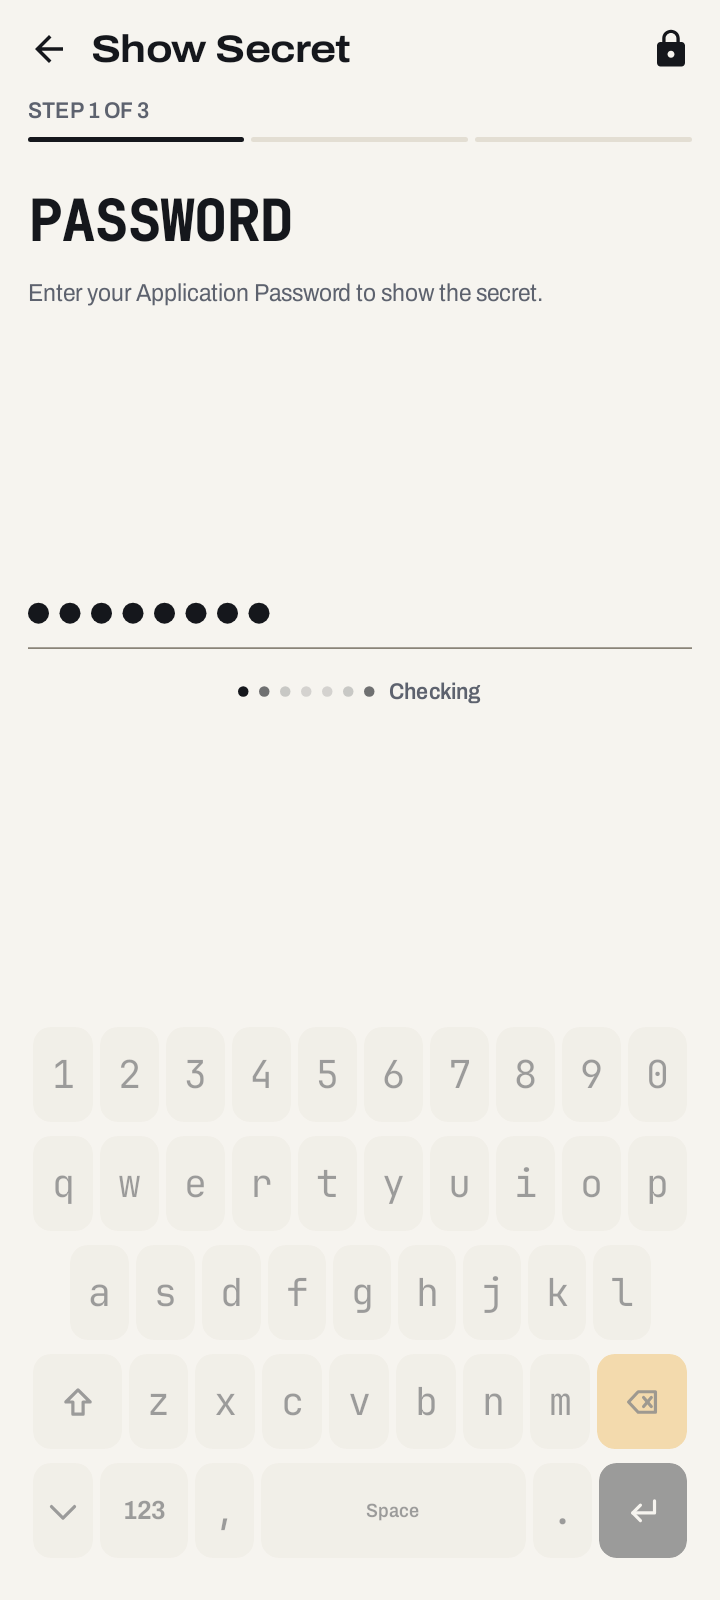 Show Secret
STEP 1 OF 3
PASSWORD
Enter your Application Password to show the secret.
●●●●●●●●
Checking
1 2 3 4 5 6 7 8 9 0
q w e r t y u i o p
a s d f g h j k l
z x c v b n m
123 , Space .